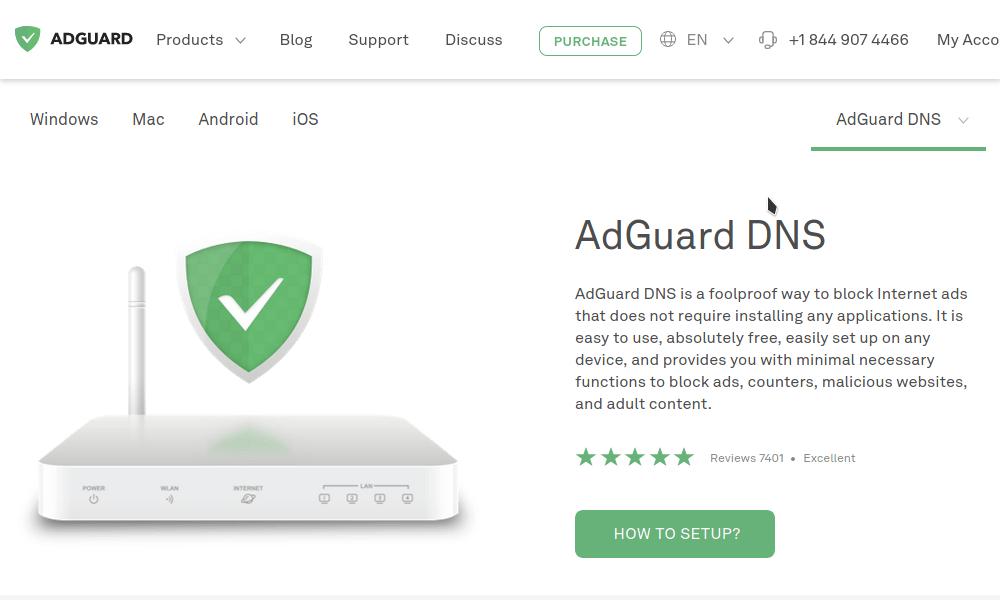 ADGUARD Products Blog Support Discuss PURCHASE EN +1 844 907 4466 My Acco
Windows Mac Android iOS AdGuard DNS
AdGuard DNS
AdGuard DNS is a foolproof way to block Internet ads
that does not require installing any applications. It is
easy to use, absolutely free, easily set up on any
device, and provides you with minimal necessary
functions to block ads, counters, malicious websites,
and adult content.
Reviews 7401 • Excellent
HOW TO SETUP?
POWER WLAN INTERNET LAN
1 2 3 4